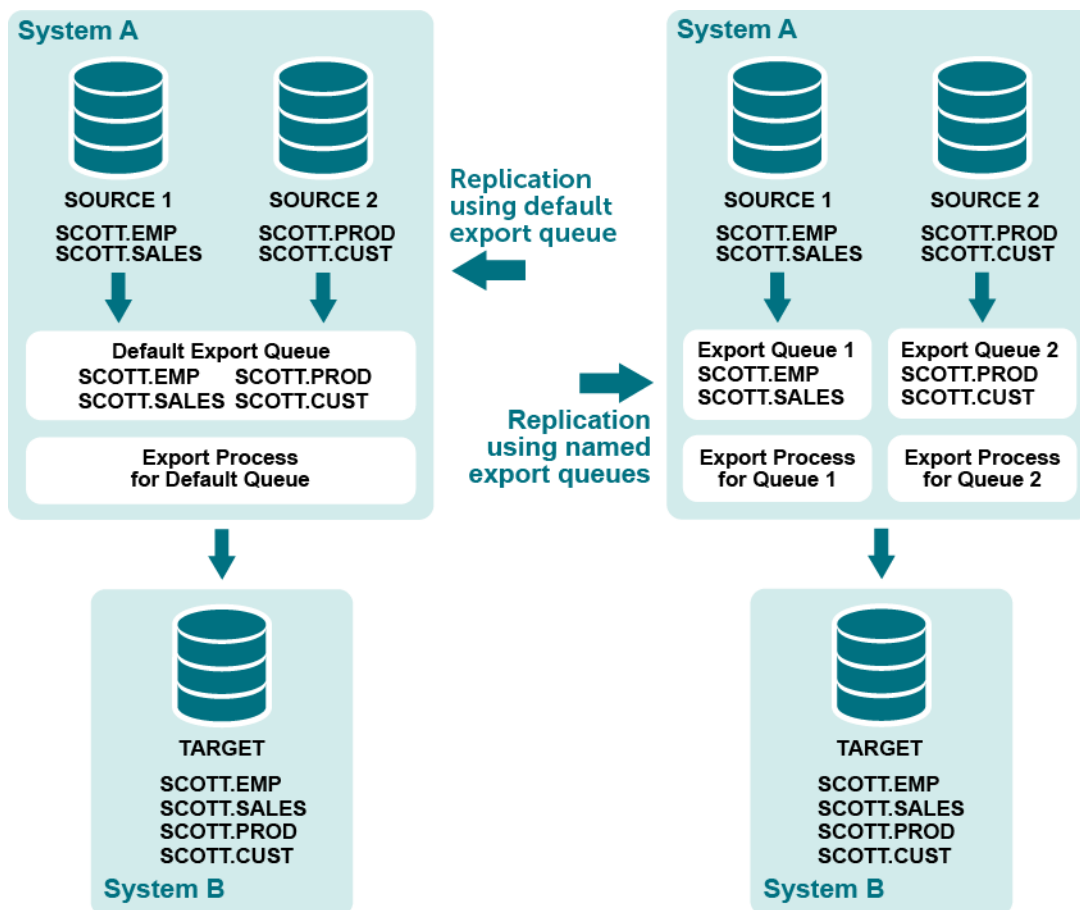 System A
SOURCE 1
SCOTT.EMP
SCOTT.SALES
SOURCE 2
SCOTT.PROD
SCOTT.CUST
Default Export Queue
SCOTT.EMP SCOTT.PROD
SCOTT.SALES SCOTT.CUST
Export Process
for Default Queue
TARGET
SCOTT.EMP
SCOTT.SALES
SCOTT.PROD
SCOTT.CUST
System B
Replication
using default
export queue
Replication
using named
export queues
System A
SOURCE 1
SCOTT.EMP
SCOTT.SALES
SOURCE 2
SCOTT.PROD
SCOTT.CUST
Export Queue 1
SCOTT.EMP
SCOTT.SALES
Export Queue 2
SCOTT.PROD
SCOTT.CUST
Export Process
for Queue 1
Export Process
for Queue 2
TARGET
SCOTT.EMP
SCOTT.SALES
SCOTT.PROD
SCOTT.CUST
System B